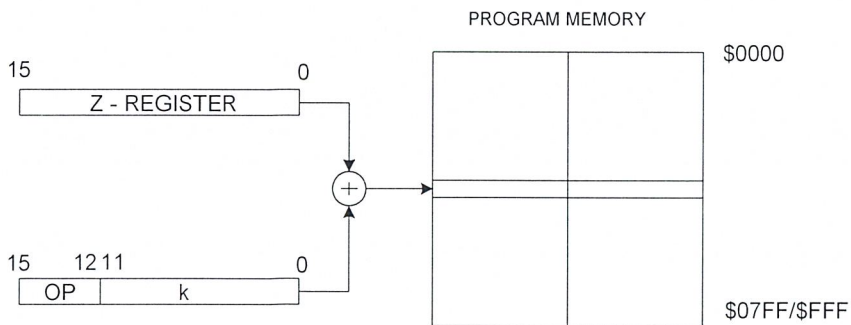 PROGRAM MEMORY
$0000
15 0
Z - REGISTER
+
15 12 11 0
OP k
$07FF/$FFF